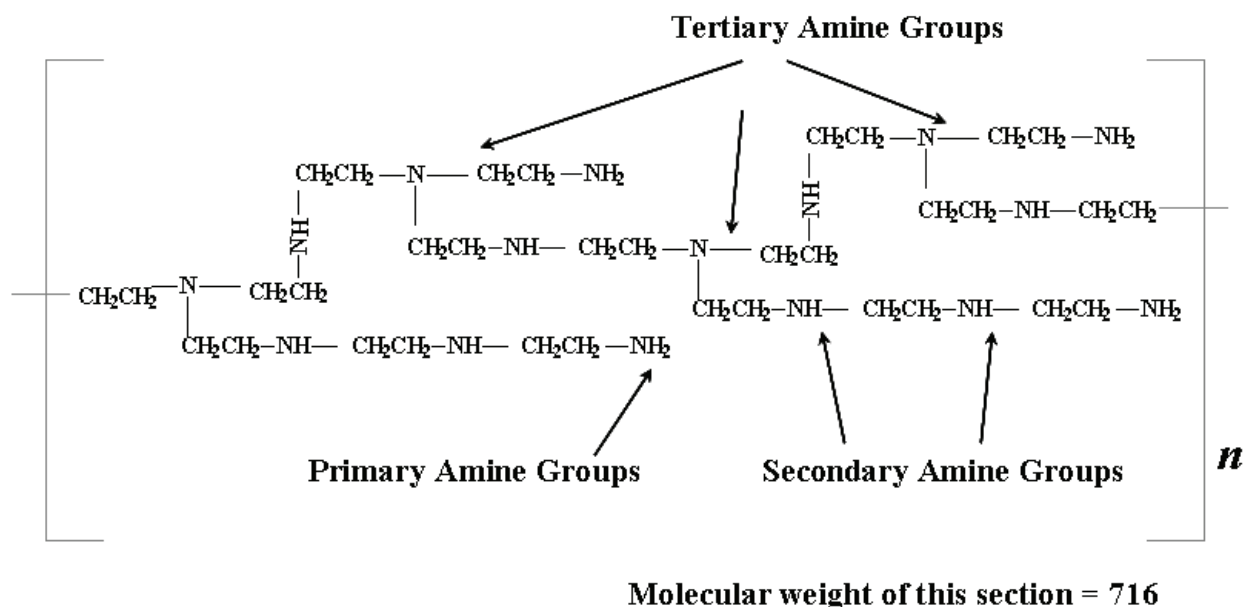 Tertiary Amine Groups
CH₂CH₂—N—CH₂CH₂—NH₂
NH
CH₂CH₂—N—CH₂CH₂—NH₂
CH₂CH₂—NH—CH₂CH₂
NH
CH₂CH₂—NH—CH₂CH₂—N—CH₂CH₂
CH₂CH₂—N—CH₂CH₂
CH₂CH₂—NH—CH₂CH₂—NH—CH₂CH₂—NH₂
CH₂CH₂—NH—CH₂CH₂—NH—CH₂CH₂—NH₂
Primary Amine Groups
Secondary Amine Groups
n
Molecular weight of this section = 716